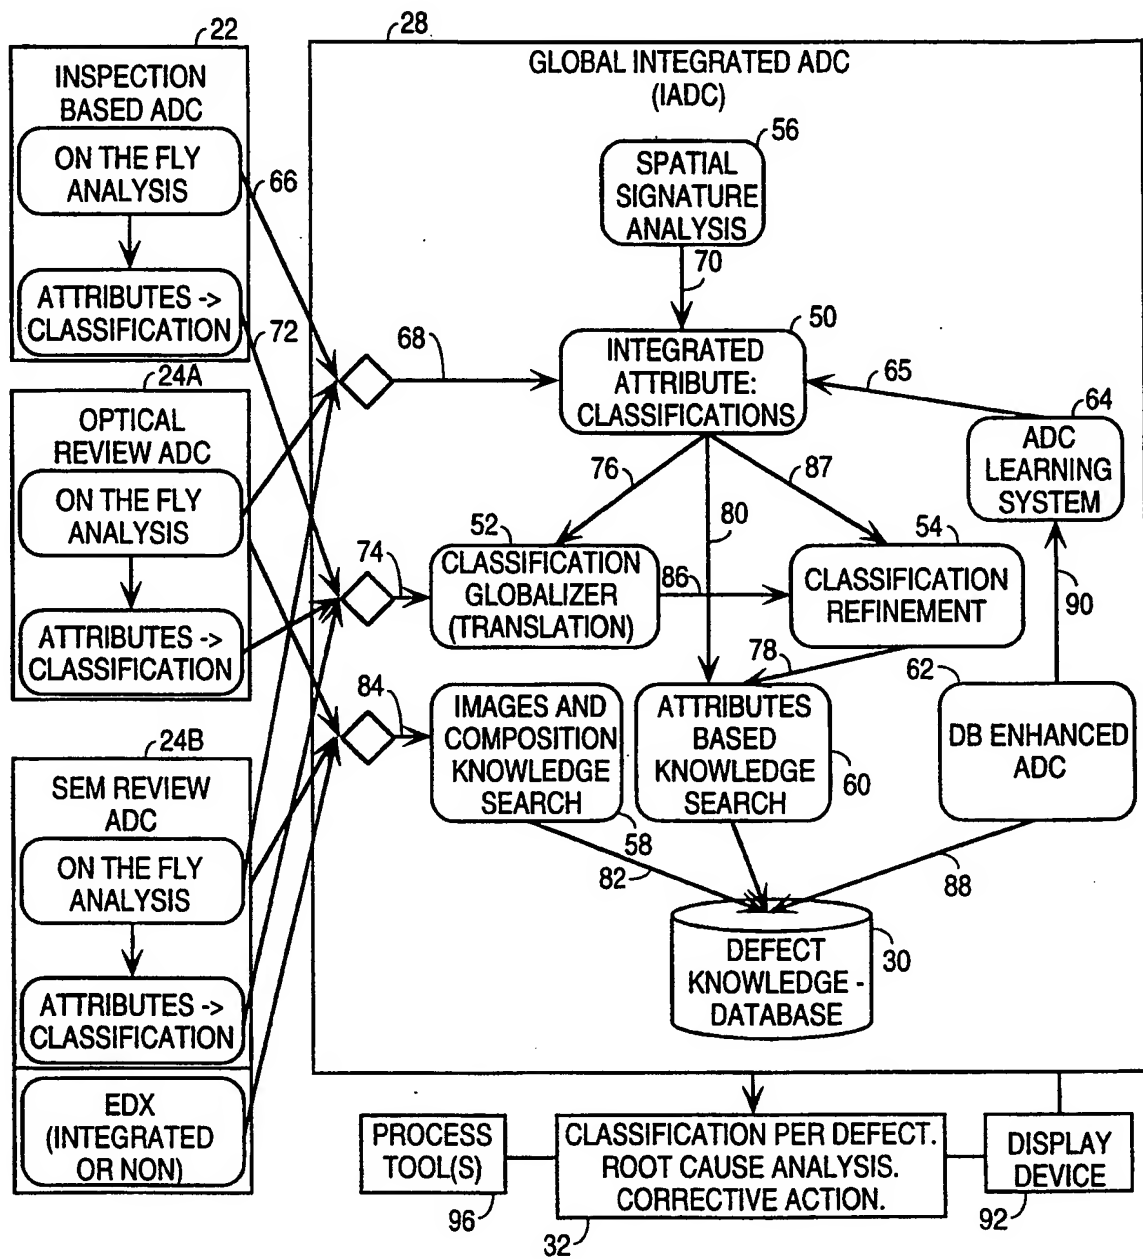 22
INSPECTION
BASED ADC
ON THE FLY
ANALYSIS
ATTRIBUTES ->
CLASSIFICATION
66
72
24A
OPTICAL
REVIEW ADC
ON THE FLY
ANALYSIS
ATTRIBUTES ->
CLASSIFICATION
24B
SEM REVIEW
ADC
ON THE FLY
ANALYSIS
ATTRIBUTES ->
CLASSIFICATION
EDX
(INTEGRATED
OR NON)
28
GLOBAL INTEGRATED ADC
(IADC)
56
SPATIAL
SIGNATURE
ANALYSIS
70
50
68
INTEGRATED
ATTRIBUTE:
CLASSIFICATIONS
65
64
ADC
LEARNING
SYSTEM
76
80
87
52
74
CLASSIFICATION
GLOBALIZER
(TRANSLATION)
86
54
CLASSIFICATION
REFINEMENT
90
78
62
84
IMAGES AND
COMPOSITION
KNOWLEDGE
SEARCH
58
ATTRIBUTES
BASED
KNOWLEDGE
SEARCH
60
DB ENHANCED
ADC
82
88
DEFECT
KNOWLEDGE -
DATABASE
30
PROCESS
TOOL(S)
96
CLASSIFICATION PER DEFECT.
ROOT CAUSE ANALYSIS.
CORRECTIVE ACTION.
32
DISPLAY
DEVICE
92